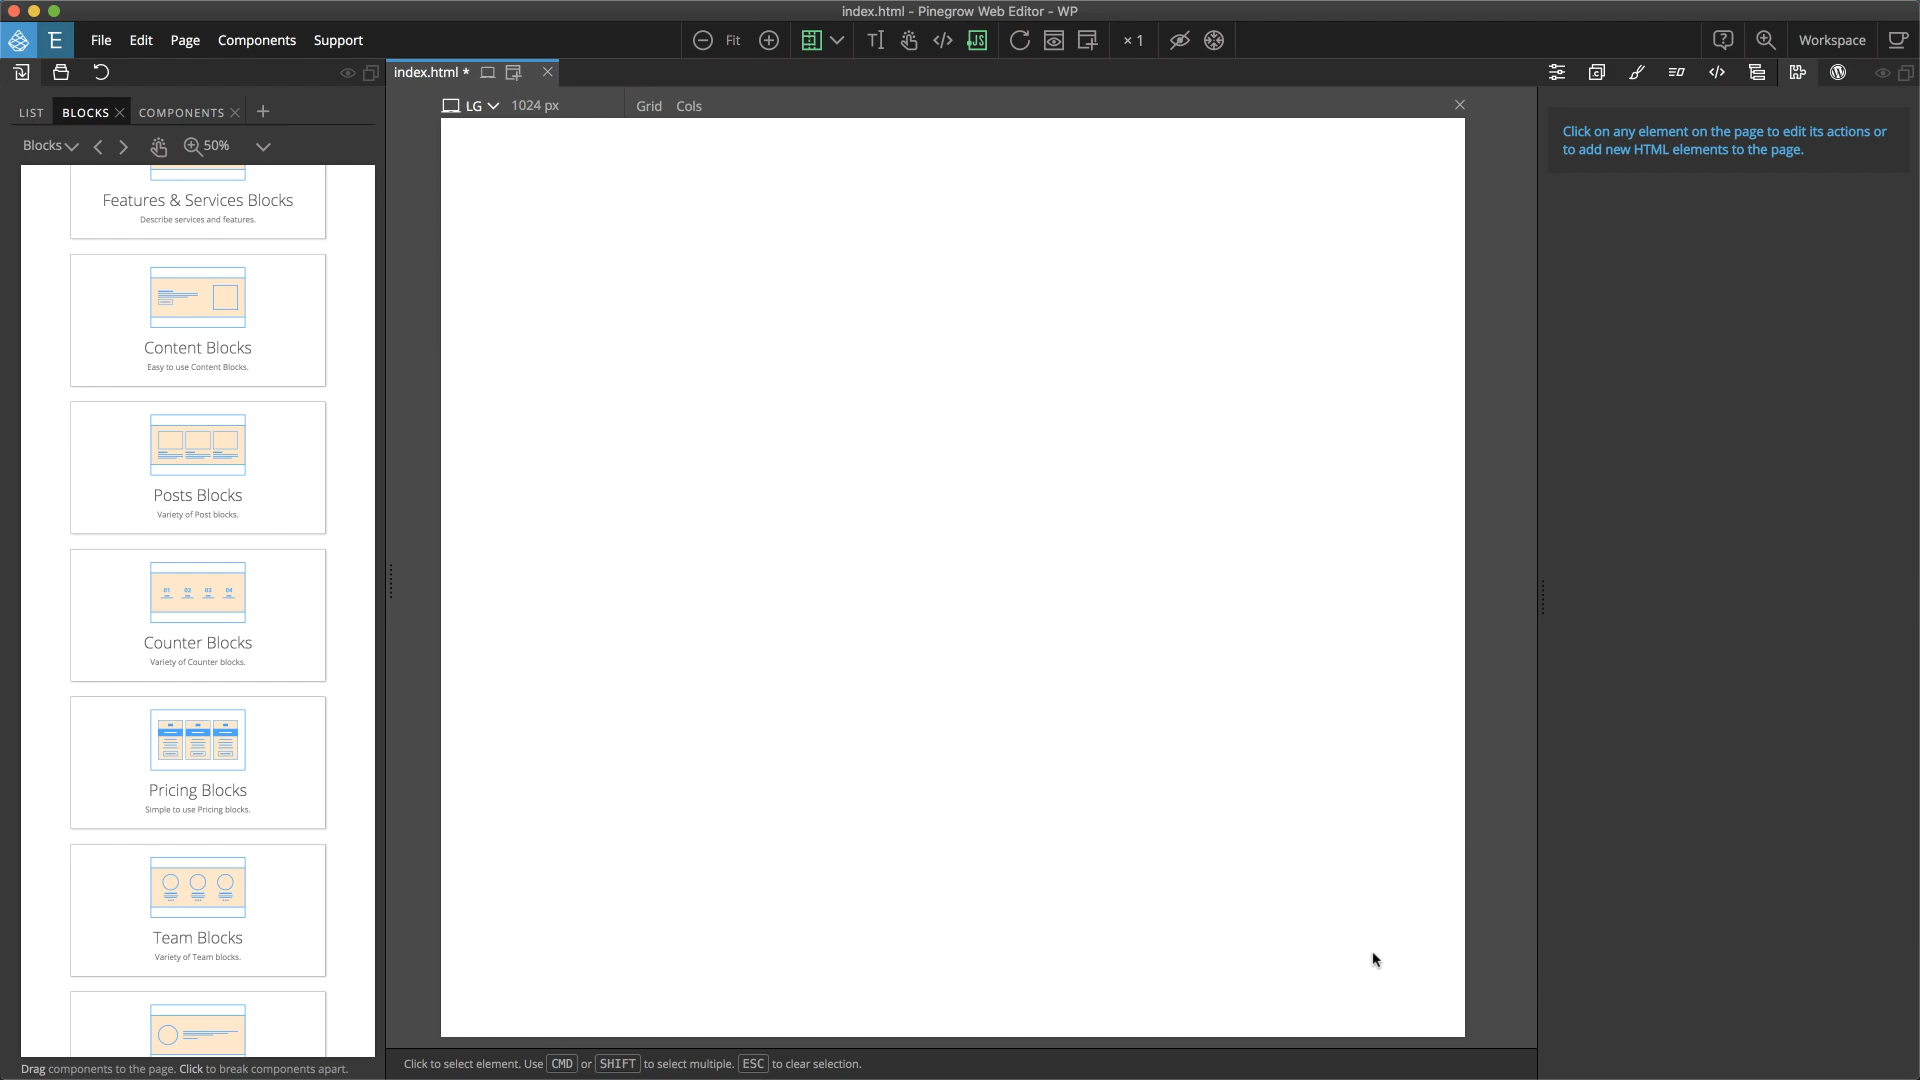 index.html - Pinegrow Web Editor - WP
E File Edit Page Components Support
Fit
JS
× 1
Workspace
index.html *
LIST BLOCKS COMPONENTS
Blocks 50%
LG 1024 px Grid Cols
Click on any element on the page to edit its actions or
to add new HTML elements to the page.
Features & Services Blocks
Describe services and features.
Content Blocks
Easy to use Content Blocks.
Posts Blocks
Variety of Post blocks.
01 02 03 04
Counter Blocks
Variety of Counter blocks.
Pricing Blocks
Simple to use Pricing blocks.
Team Blocks
Variety of Team blocks.
Drag components to the page. Click to break components apart.
Click to select element. Use CMD or SHIFT to select multiple. ESC to clear selection.